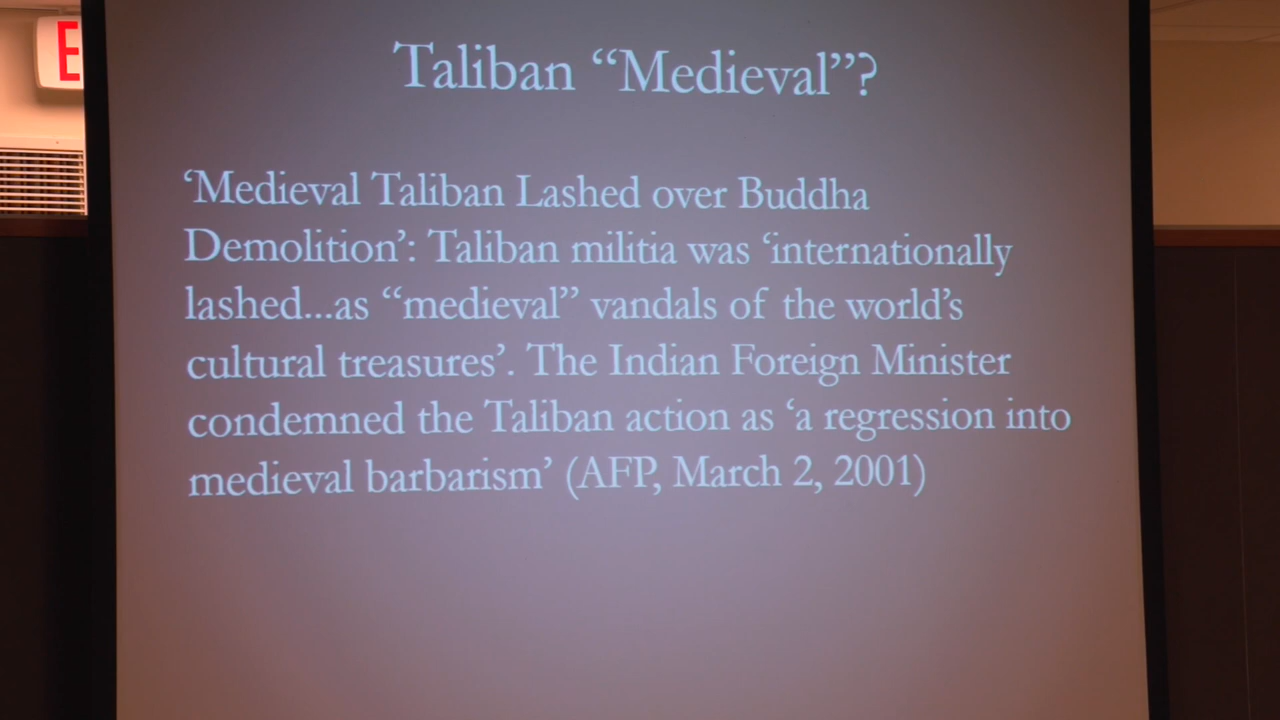 E
Taliban “Medieval”?
‘Medieval Taliban Lashed over Buddha
Demolition’: Taliban militia was ‘internationally
lashed...as “medieval” vandals of the world’s
cultural treasures’. The Indian Foreign Minister
condemned the Taliban action as ‘a regression into
medieval barbarism’ (AFP, March 2, 2001)